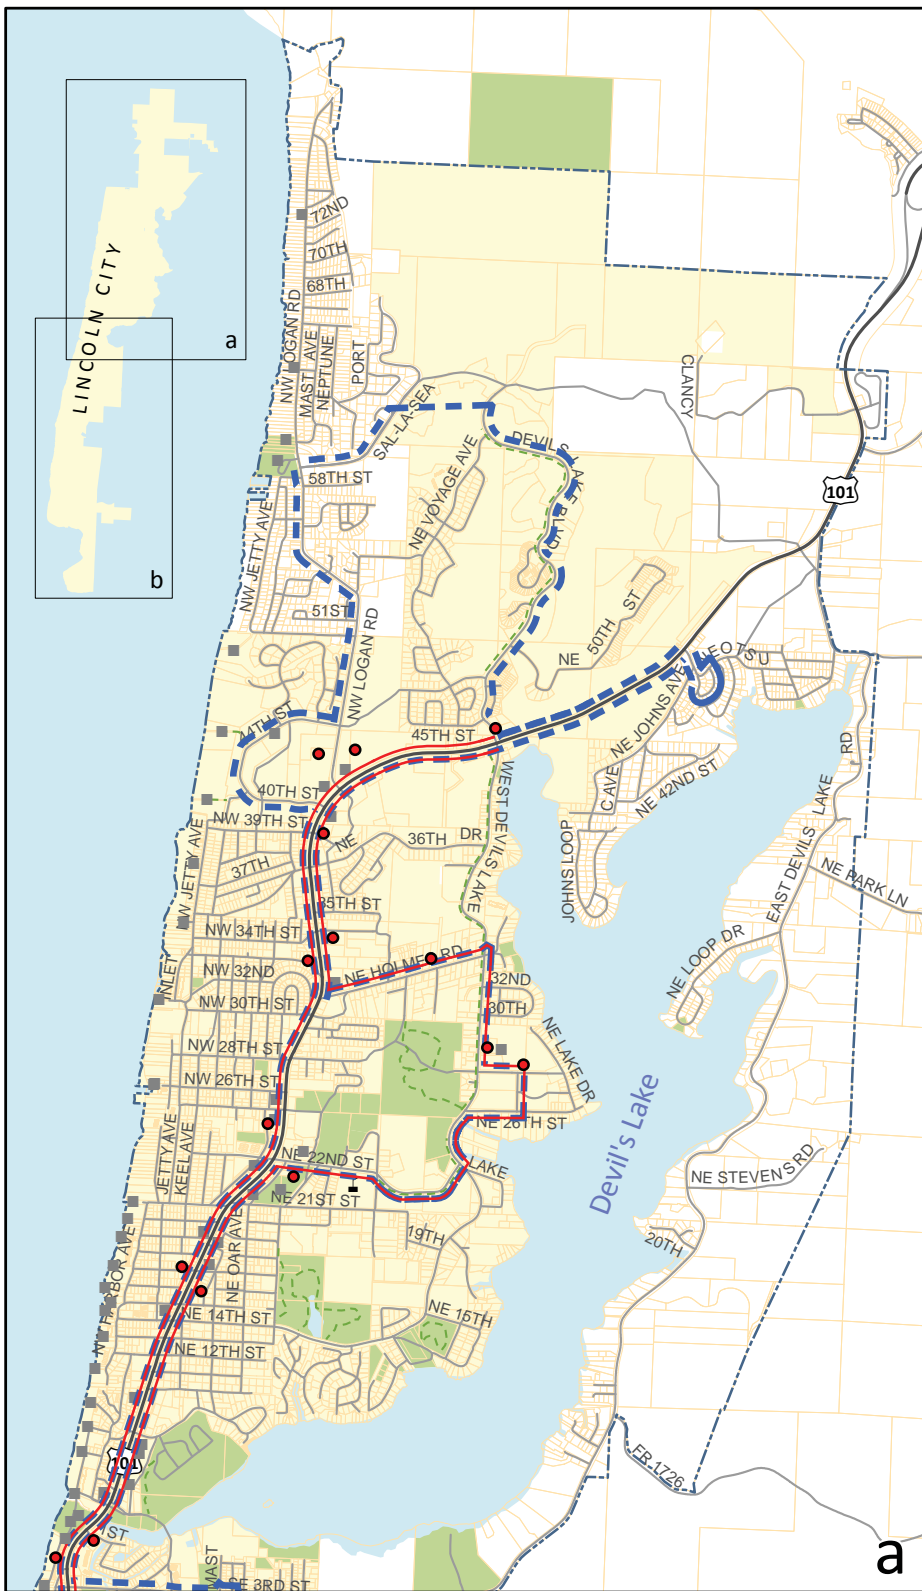 LINCOLN CITY
a
b
72ND
70TH
68TH
NW LOGAN RD
MAST AVE
NEPTUNE
PORT
SAL-LA-SEA
CLANCY
58TH ST
NE VOYAGE AVE
DEVILS LAKE BLVD
101
NW JETTY AVE
51ST
NW LOGAN RD
NE
50TH ST
NEOTSU
44TH ST
45TH ST
NE JOHNS AVE
40TH ST
NW 39TH ST
NE
36TH
DR
WEST DEVILS LAKE
C AVE
NE 42ND ST
EAST DEVILS LAKE RD
NW JETTY AVE
37TH
JOHNS LOOP
NE PARK LN
35TH ST
NW 34TH ST
NE HOLMES RD
NE LOOP DR
NW 32ND
32ND
INLET
NW 30TH ST
30TH
NW 28TH ST
NE LAKE DR
NW 26TH ST
NE 26TH ST
Devil's Lake
JETTY AVE
KEEL AVE
NE 22ND ST
LAKE
NE STEVENS RD
NE 21ST ST
NW HARBOR AVE
NE OAR AVE
19TH
20TH
NE 14TH ST
NE 15TH
NE 12TH ST
101
FR 1726
ST
MAST
SE 3RD ST
a